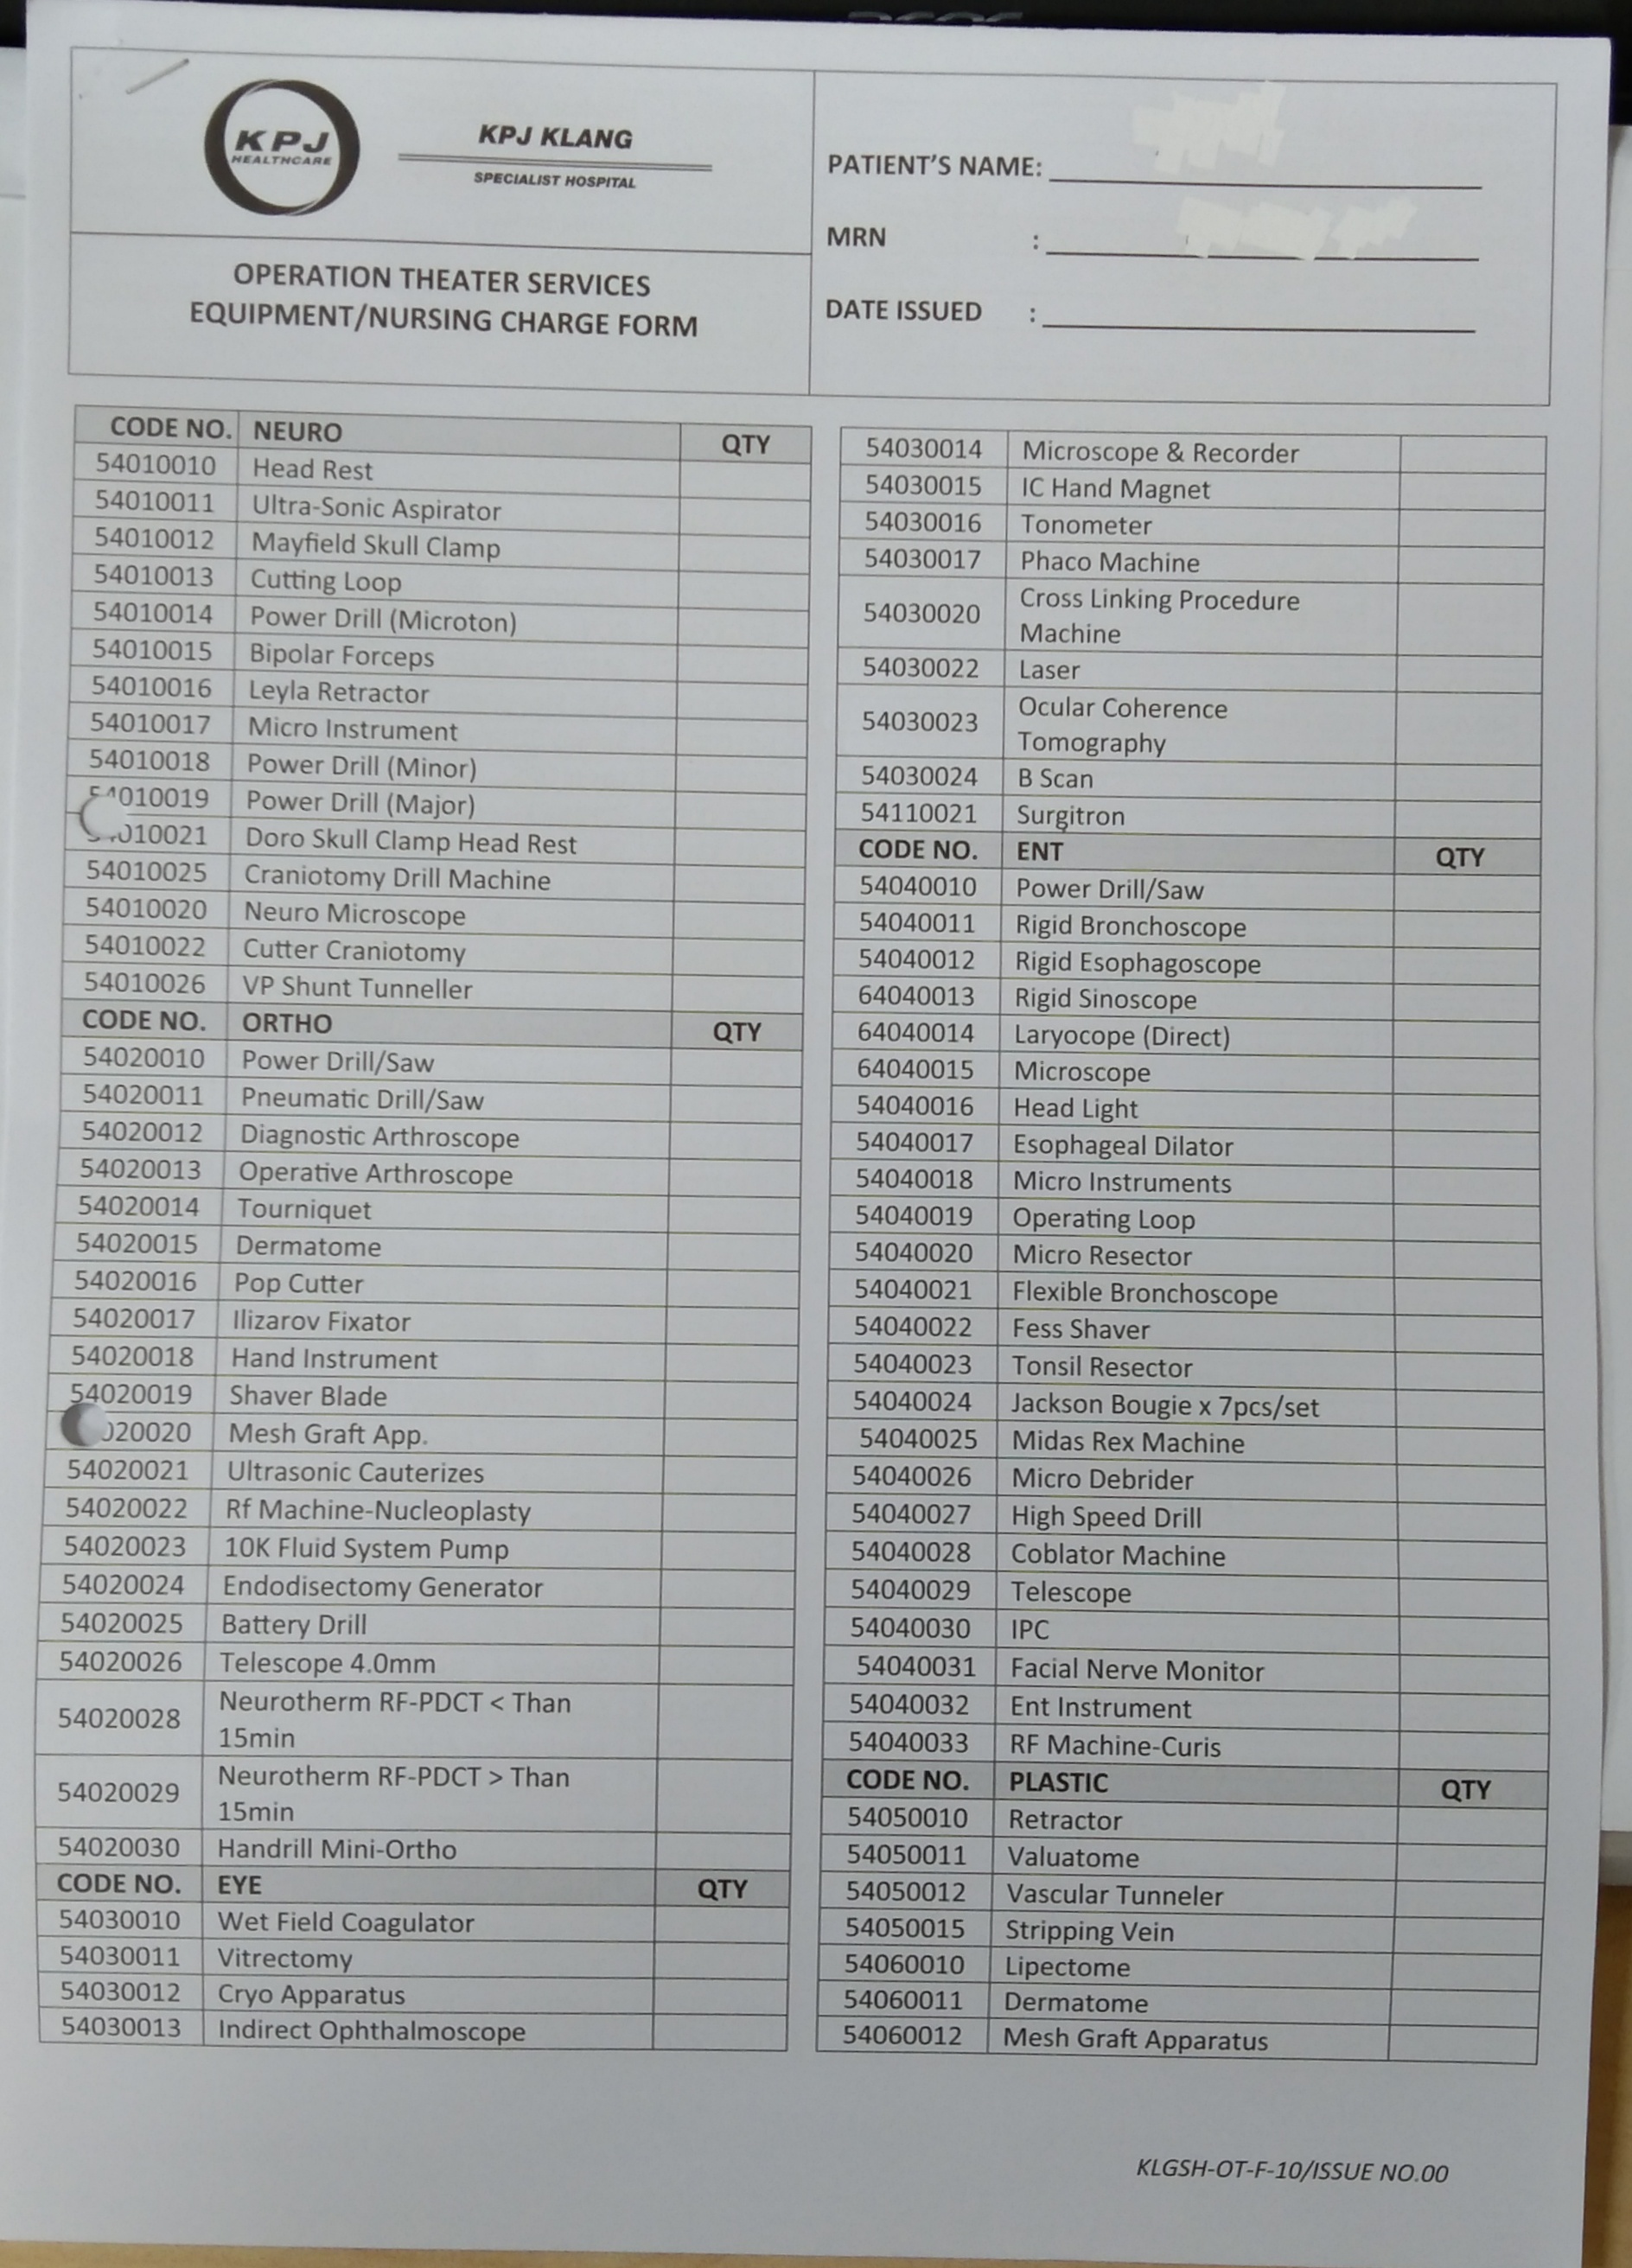 KPJ
HEALTHCARE
KPJ KLANG
SPECIALIST HOSPITAL
OPERATION THEATER SERVICES
EQUIPMENT/NURSING CHARGE FORM
PATIENT'S NAME:
MRN :
DATE ISSUED :
CODE NO. NEURO QTY
54010010 Head Rest
54010011 Ultra-Sonic Aspirator
54010012 Mayfield Skull Clamp
54010013 Cutting Loop
54010014 Power Drill (Microton)
54010015 Bipolar Forceps
54010016 Leyla Retractor
54010017 Micro Instrument
54010018 Power Drill (Minor)
54010019 Power Drill (Major)
010021 Doro Skull Clamp Head Rest
54010025 Craniotomy Drill Machine
54010020 Neuro Microscope
54010022 Cutter Craniotomy
54010026 VP Shunt Tunneller
CODE NO. ORTHO QTY
54020010 Power Drill/Saw
54020011 Pneumatic Drill/Saw
54020012 Diagnostic Arthroscope
54020013 Operative Arthroscope
54020014 Tourniquet
54020015 Dermatome
54020016 Pop Cutter
54020017 Ilizarov Fixator
54020018 Hand Instrument
54020019 Shaver Blade
020020 Mesh Graft App.
54020021 Ultrasonic Cauterizes
54020022 Rf Machine-Nucleoplasty
54020023 10K Fluid System Pump
54020024 Endodisectomy Generator
54020025 Battery Drill
54020026 Telescope 4.0mm
54020028 Neurotherm RF-PDCT < Than
15min
54020029 Neurotherm RF-PDCT > Than
15min
54020030 Handrill Mini-Ortho
CODE NO. EYE QTY
54030010 Wet Field Coagulator
54030011 Vitrectomy
54030012 Cryo Apparatus
54030013 Indirect Ophthalmoscope
54030014 Microscope & Recorder
54030015 IC Hand Magnet
54030016 Tonometer
54030017 Phaco Machine
54030020 Cross Linking Procedure
Machine
54030022 Laser
54030023 Ocular Coherence
Tomography
54030024 B Scan
54110021 Surgitron
CODE NO. ENT QTY
54040010 Power Drill/Saw
54040011 Rigid Bronchoscope
54040012 Rigid Esophagoscope
64040013 Rigid Sinoscope
64040014 Laryocope (Direct)
64040015 Microscope
54040016 Head Light
54040017 Esophageal Dilator
54040018 Micro Instruments
54040019 Operating Loop
54040020 Micro Resector
54040021 Flexible Bronchoscope
54040022 Fess Shaver
54040023 Tonsil Resector
54040024 Jackson Bougie x 7pcs/set
54040025 Midas Rex Machine
54040026 Micro Debrider
54040027 High Speed Drill
54040028 Coblator Machine
54040029 Telescope
54040030 IPC
54040031 Facial Nerve Monitor
54040032 Ent Instrument
54040033 RF Machine-Curis
CODE NO. PLASTIC QTY
54050010 Retractor
54050011 Valuatome
54050012 Vascular Tunneler
54050015 Stripping Vein
54060010 Lipectome
54060011 Dermatome
54060012 Mesh Graft Apparatus
KLGSH-OT-F-10/ISSUE NO.00